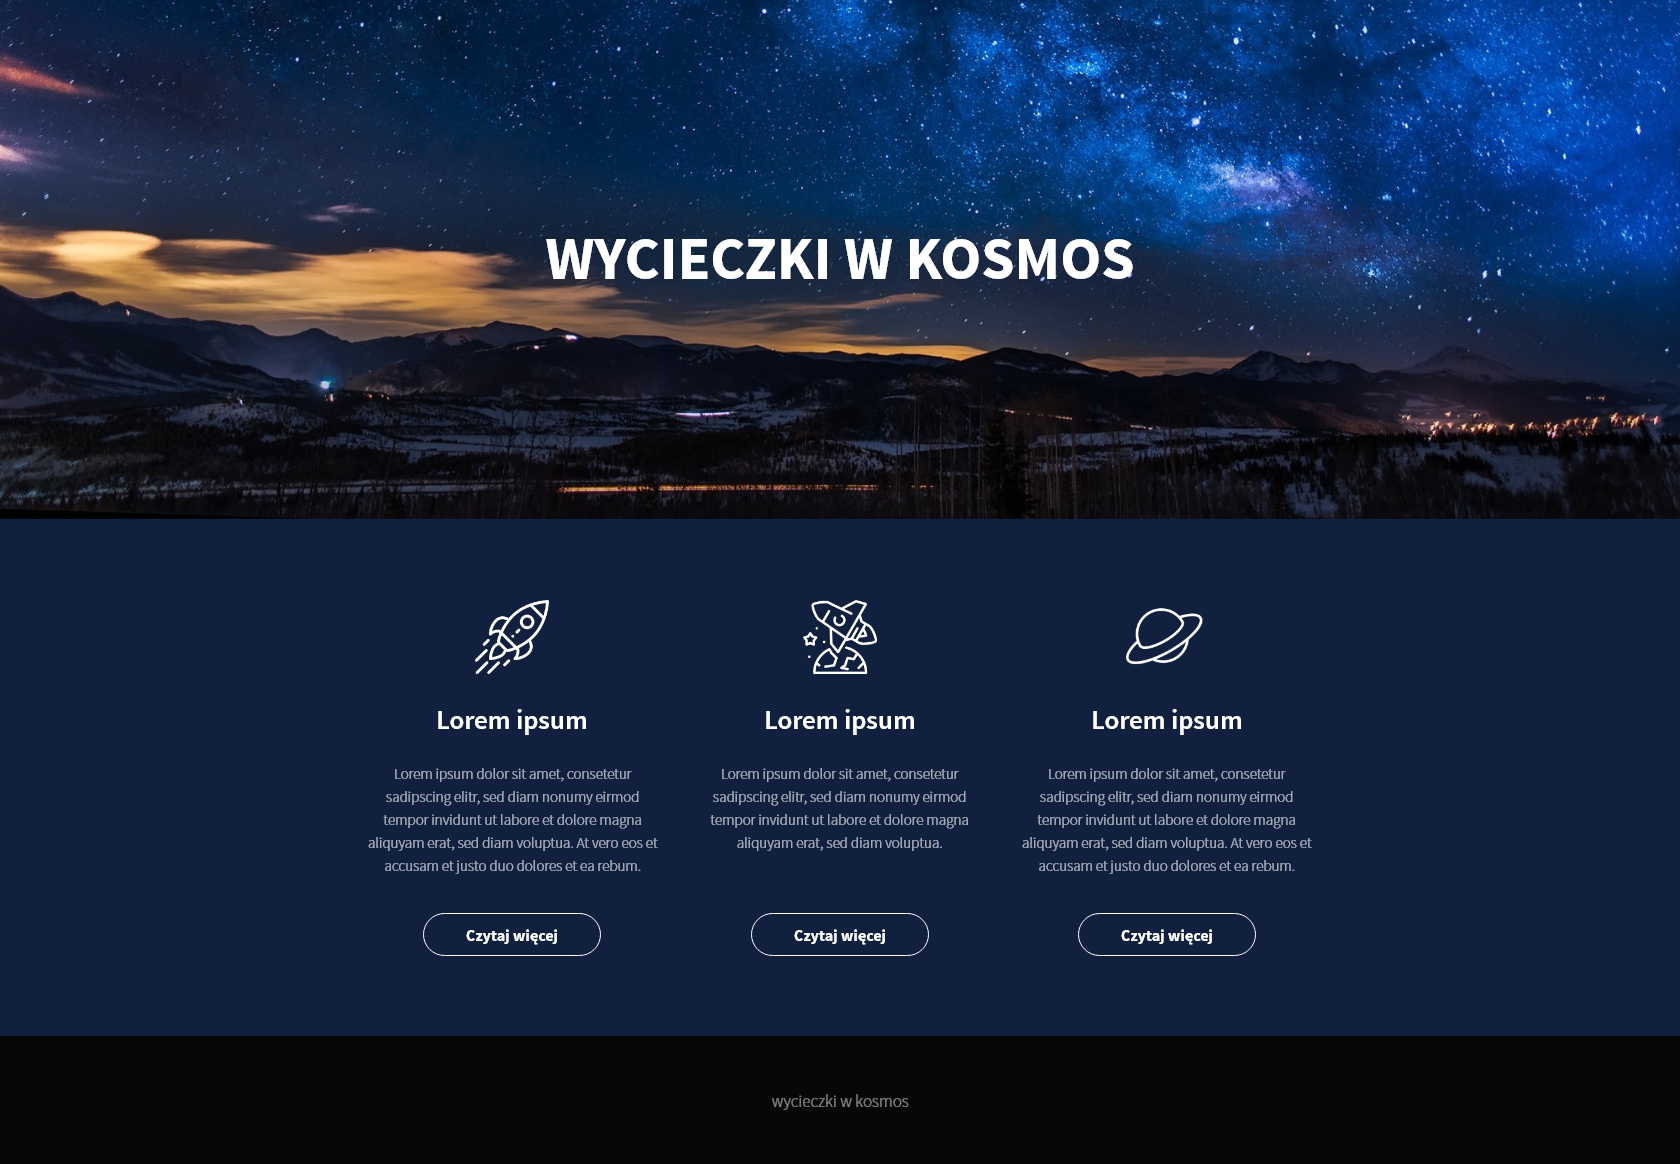 WYCIECZKI W KOSMOS
Lorem ipsum
Lorem ipsum dolor sit amet, consetetur
sadipscing elitr, sed diam nonumy eirmod
tempor invidunt ut labore et dolore magna
aliquyam erat, sed diam voluptua. At vero eos et
accusam et justo duo dolores et ea rebum.
Czytaj więcej
Lorem ipsum
Lorem ipsum dolor sit amet, consetetur
sadipscing elitr, sed diam nonumy eirmod
tempor invidunt ut labore et dolore magna
aliquyam erat, sed diam voluptua.
Czytaj więcej
Lorem ipsum
Lorem ipsum dolor sit amet, consetetur
sadipscing elitr, sed diam nonumy eirmod
tempor invidunt ut labore et dolore magna
aliquyam erat, sed diam voluptua. At vero eos et
accusam et justo duo dolores et ea rebum.
Czytaj więcej
wycieczki w kosmos